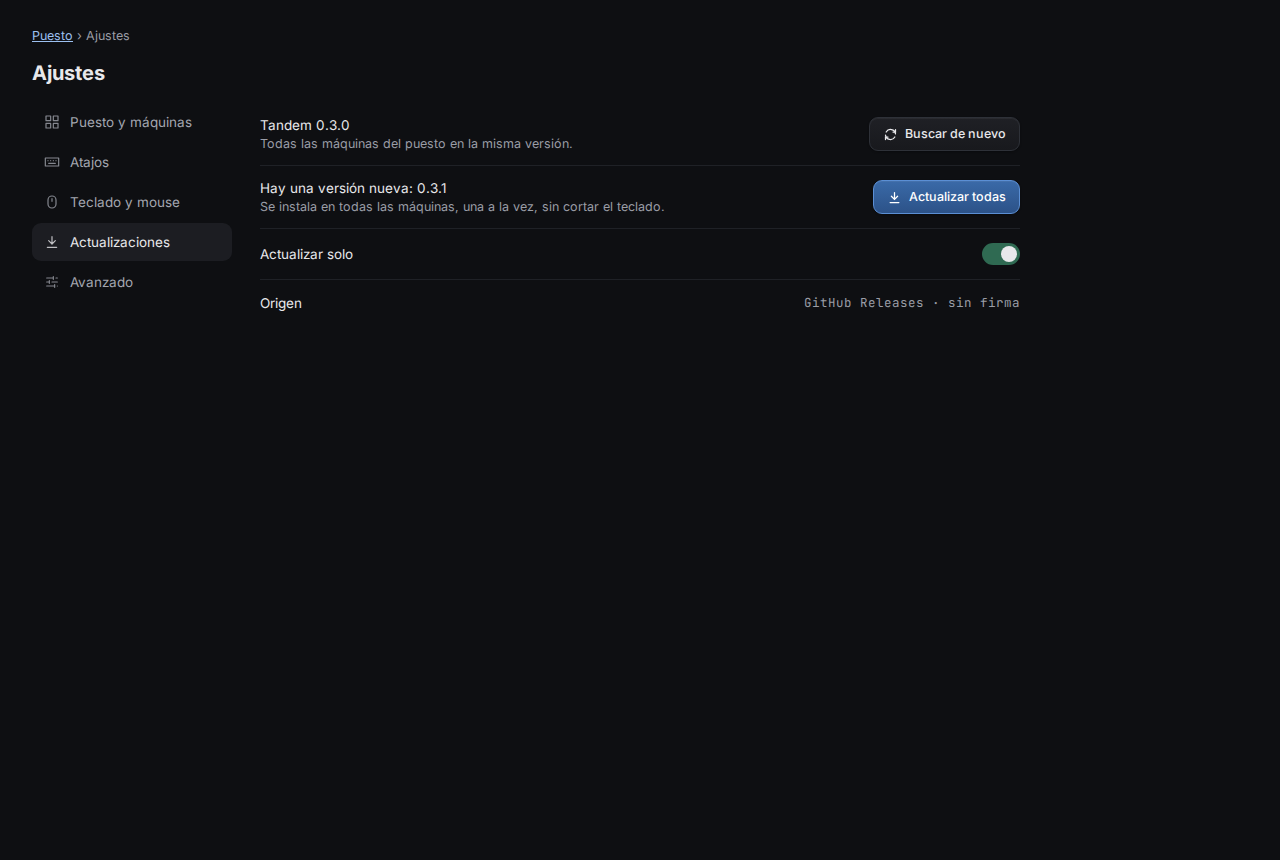 Puesto › Ajustes
Ajustes
Puesto y máquinas
Atajos
Teclado y mouse
Actualizaciones
Avanzado
Tandem 0.3.0
Todas las máquinas del puesto en la misma versión.
Buscar de nuevo
Hay una versión nueva: 0.3.1
Se instala en todas las máquinas, una a la vez, sin cortar el teclado.
Actualizar todas
Actualizar solo
Origen
GitHub Releases · sin firma